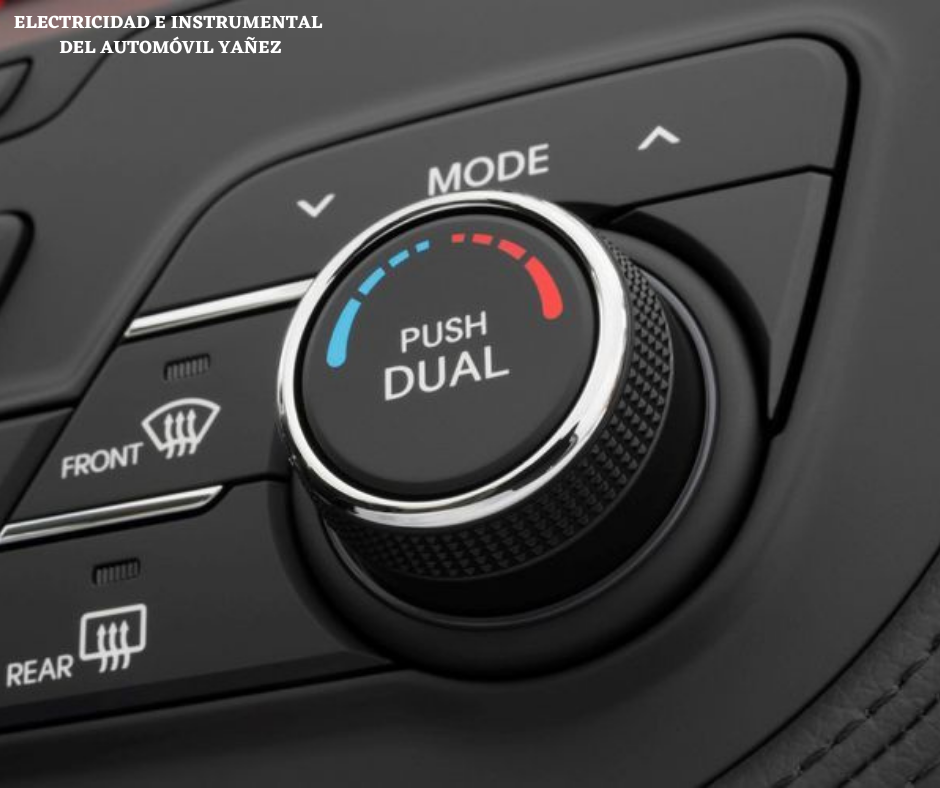 ELECTRICIDAD E INSTRUMENTAL
DEL AUTOMÓVIL YAÑEZ
MODE
PUSH
DUAL
FRONT
REAR